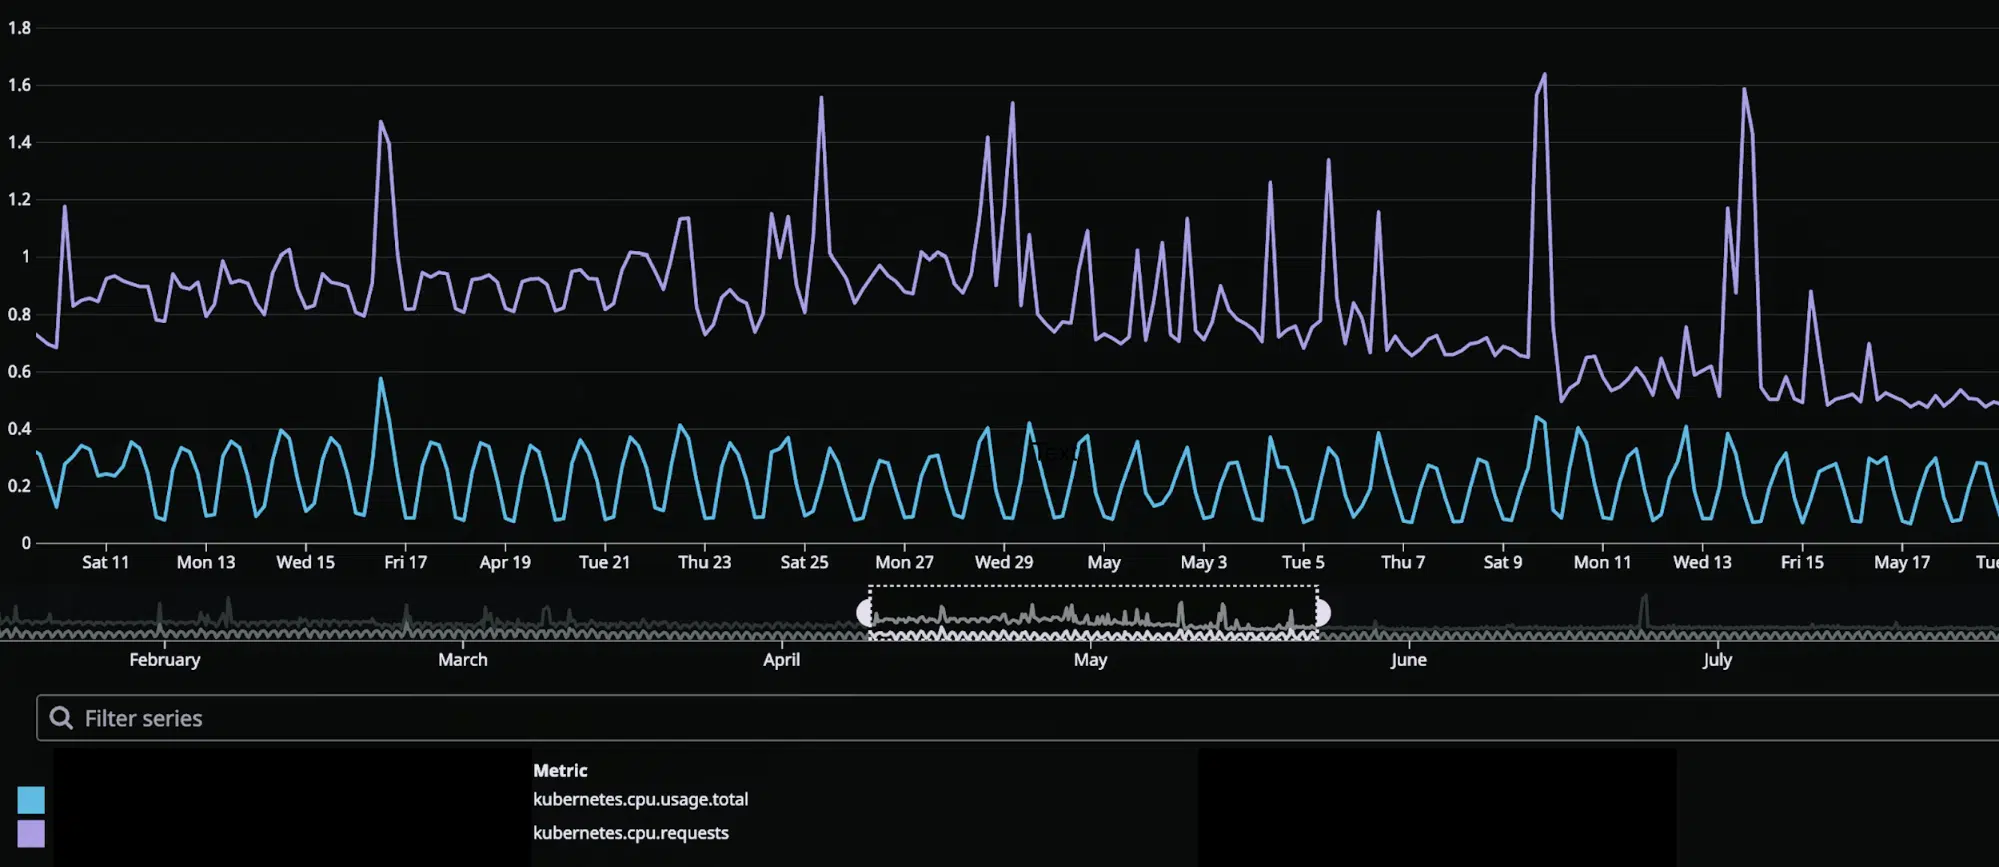 1.8
1.6
1.4
1.2
1
0.8
0.6
0.4
0.2
0
Sat 11 Mon 13 Wed 15 Fri 17 Apr 19 Tue 21 Thu 23 Sat 25 Mon 27 Wed 29 May May 3 Tue 5 Thu 7 Sat 9 Mon 11 Wed 13 Fri 15 May 17 Tue
February March April May June July
Filter series
Metric
kubernetes.cpu.usage.total
kubernetes.cpu.requests